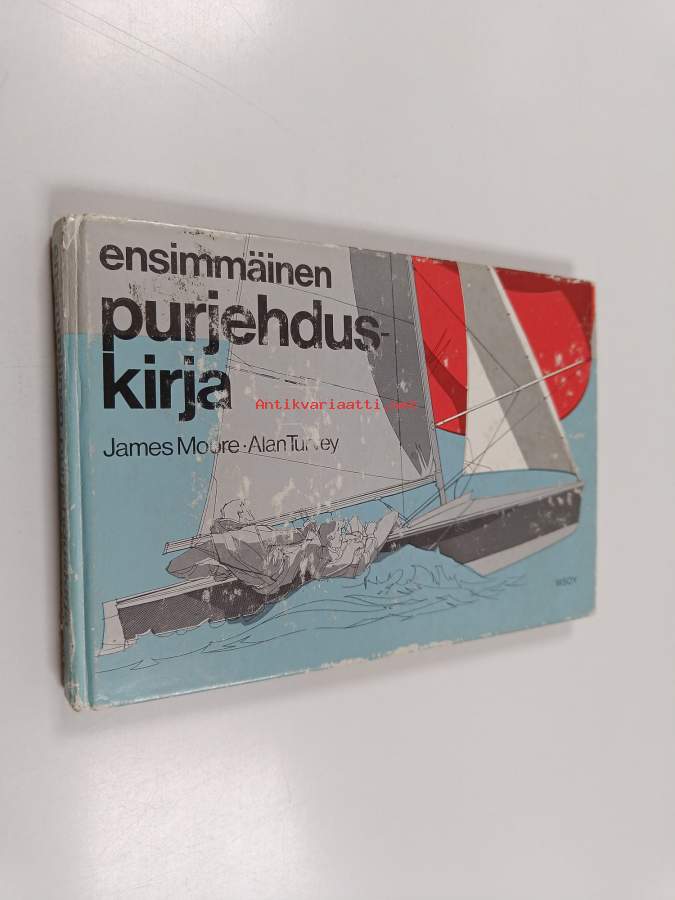 ensimmäinen
purjehdus-
kirja
Antikvariaatti.net
James Moore · Alan Turvey
WSOY